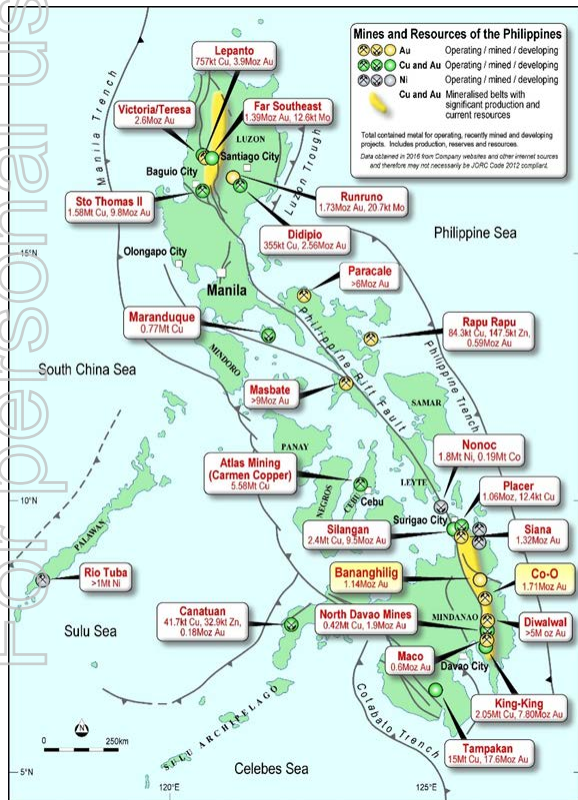 For personal us
Mines and Resources of the Philippines
Au Operating / mined / developing
Cu and Au Operating / mined / developing
Ni Operating / mined / developing
Cu and Au Mineralised belts with
significant production and
current resources
Total contained metal for operating, recently mined and developing
projects. Includes production, reserves and resources.
Data obtained in 2016 from Company websites and other internet sources
and therefore may not necessarily be JORC Code 2012 compliant.
Lepanto
757kt Cu, 3.9Moz Au
Manila Trench
Victoria/Teresa
2.6Moz Au
Far Southeast
1.39Moz Au, 12.6kt Mo
LUZON
Santiago City
Baguio City
Luzon Trough
Sto Thomas II
1.58Mt Cu, 9.8Moz Au
Runruno
1.73Moz Au, 20.7kt Mo
Didipio
355kt Cu, 2.56Moz Au
Philippine Sea
15°N
Olongapo City
Paracale
>6Moz Au
Manila
Maranduque
0.77Mt Cu
Rapu Rapu
84.3kt Cu, 147.5kt Zn,
0.59Moz Au
Philippine Rift Fault
Philippine Trench
MINDORO
South China Sea
Masbate
>9Moz Au
SAMAR
PANAY
Nonoc
1.8Mt Ni, 0.19Mt Co
Atlas Mining
(Carmen Copper)
5.58Mt Cu
LEYTE
Placer
1.06Moz, 12.4kt Cu
10°N
NEGROS
CEBU
Cebu
Surigao City
Silangan
2.4Mt Cu, 9.5Moz Au
Siana
1.32Moz Au
PALAWAN
Rio Tuba
>1Mt Ni
Bananghilig
1.14Moz Au
Co-O
1.71Moz Au
Canatuan
41.7kt Cu, 32.9kt Zn,
0.18Moz Au
North Davao Mines
0.42Mt Cu, 1.9Moz Au
MINDANAO
Diwalwal
>5M oz Au
Sulu Sea
Maco
0.6Moz Au
Davao City
King-King
2.05Mt Cu, 7.80Moz Au
SULU ARCHIPELAGO
Cotabato Trench
Tampakan
15Mt Cu, 17.6Moz Au
N
0 250km
Celebes Sea
5°N
120°E
125°E